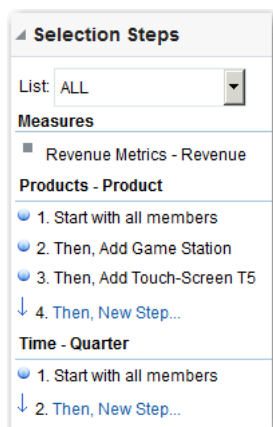 Selection Steps
List: ALL
Measures
Revenue Metrics - Revenue
Products - Product
1. Start with all members
2. Then, Add Game Station
3. Then, Add Touch-Screen T5
4. Then, New Step...
Time - Quarter
1. Start with all members
2. Then, New Step...